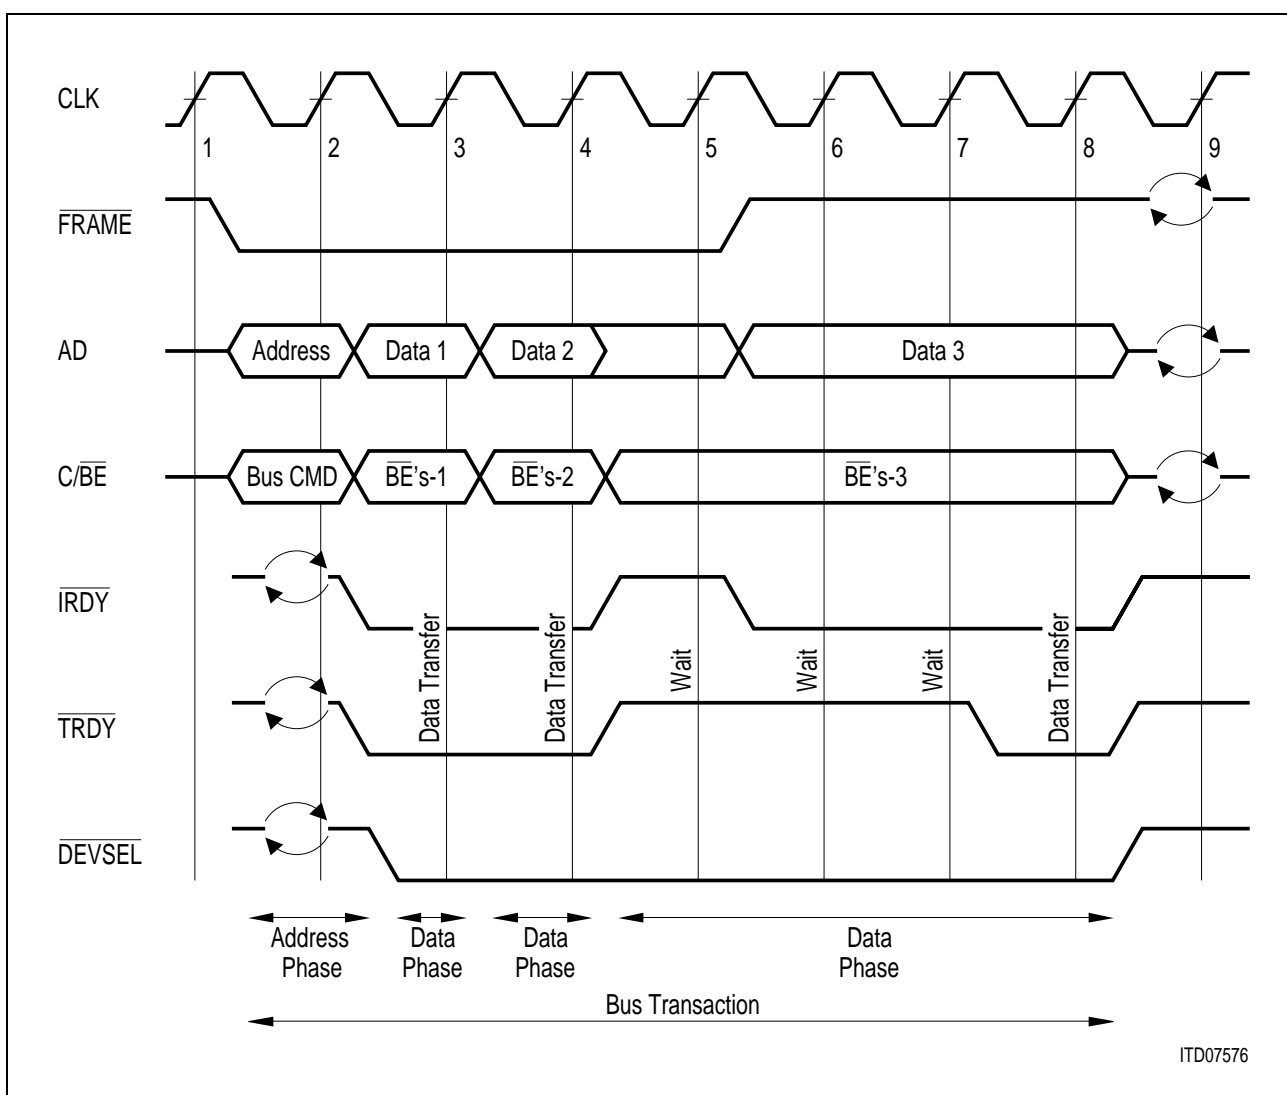 CLK
1 2 3 4 5 6 7 8 9
FRAME
AD
Address Data 1 Data 2 Data 3
C/BE
Bus CMD BE's-1 BE's-2 BE's-3
IRDY
Data Transfer
Data Transfer
Wait
Wait
Wait
Data Transfer
TRDY
DEVSEL
Address Phase
Data Phase
Data Phase
Data Phase
Bus Transaction
ITD07576